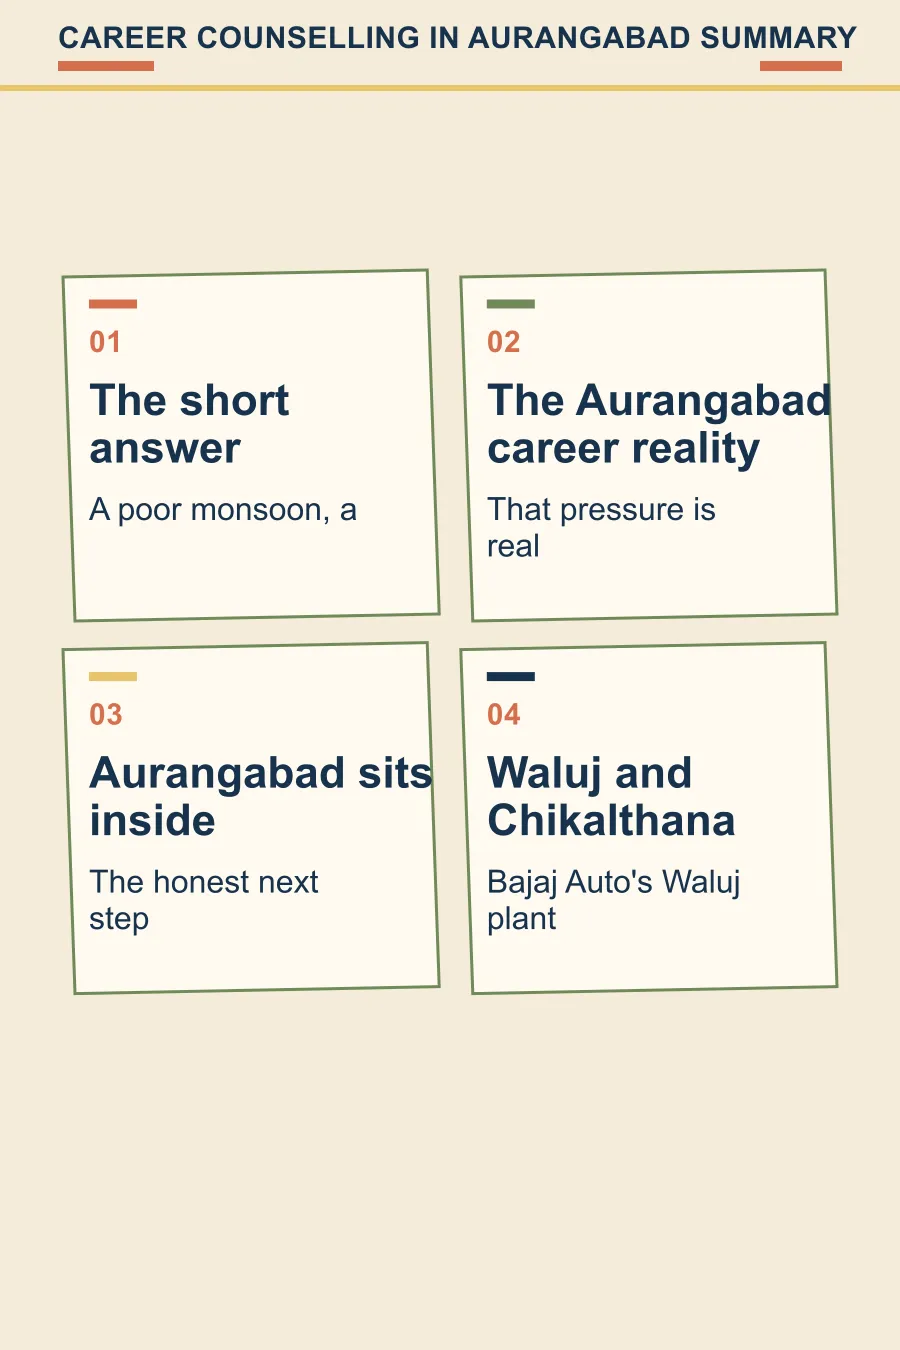 CAREER COUNSELLING IN AURANGABAD SUMMARY
01
The short
answer
A poor monsoon, a
02
The Aurangabad
career reality
That pressure is
real
03
Aurangabad sits
inside
The honest next
step
04
Waluj and
Chikalthana
Bajaj Auto's Waluj
plant